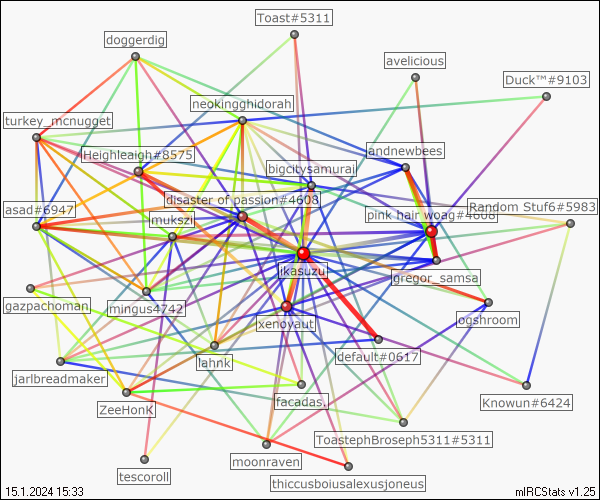 Toast#5311
doggerdig
avelicious
Duck™#9103
neokingghidorah
turkey_mcnugget
andnewbees
Heighleaigh#8575
bigcitysamurai
disaster of passion#4608
asad#6947
pink hair woag#4608
Random Stuf6#5983
mukszi
ikasuzu
gregor_samsa
gazpachoman
mingus4742
ogshroom
xenoyaut
default#0617
lahnk
jarlbreadmaker
ZeeHonK
facadas
Knowun#6424
ToastephBroseph5311#5311
moonraven
tescoroll
thiccusboiusalexusjoneus
15.1.2024 15:33
mIRCStats v1.25